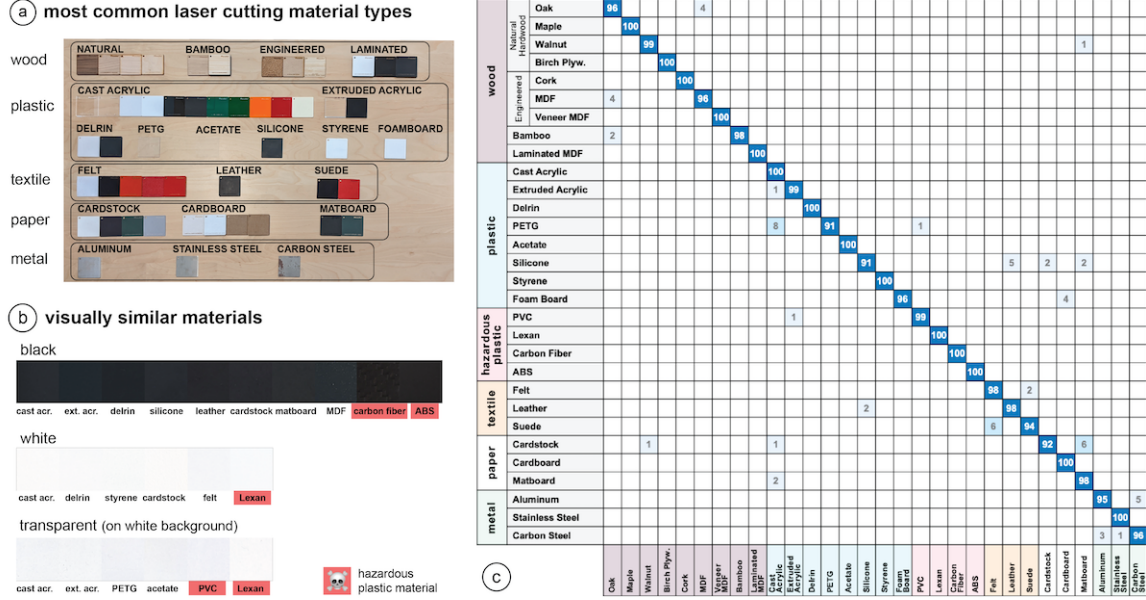 a most common laser cutting material types
wood
NATURAL BAMBOO ENGINEERED LAMINATED
plastic
CAST ACRYLIC EXTRUDED ACRYLIC
DELRIN PETG ACETATE SILICONE STYRENE FOAMBOARD
textile
FELT LEATHER SUEDE
paper
CARDSTOCK CARDBOARD MATBOARD
metal
ALUMINUM STAINLESS STEEL CARBON STEEL
b visually similar materials
black
cast acr. ext. acr. delrin silicone leather cardstock matboard MDF carbon fiber ABS
white
cast acr. delrin styrene cardstock felt Lexan
transparent (on white background)
cast acr. ext. acr. PETG acetate PVC Lexan
hazardous
plastic material
wood
Natural
Hardwood
Engineered
Oak 96 4
Maple 100
Walnut 99 1
Birch Plyw. 100
Cork 100
MDF 4 96
Veneer MDF 100
Bamboo 2 98
Laminated MDF 100
plastic
Cast Acrylic 100
Extruded Acrylic 1 99
Delrin 100
PETG 8 91 1
Acetate 100
Silicone 91 5 2 2
Styrene 100
Foam Board 96 4
hazardous
plastic
PVC 1 99
Lexan 100
Carbon Fiber 100
ABS 100
textile
Felt 98 2
Leather 2 98
Suede 6 94
paper
Cardstock 1 1 92 6
Cardboard 100
Matboard 2 98
metal
Aluminum 95 5
Stainless Steel 100
Carbon Steel 3 1 96
c
Oak
Maple
Walnut
Birch Plyw.
Cork
MDF
Veneer
MDF
Bamboo
Laminated
MDF
Cast
Acrylic
Extruded
Acrylic
Delrin
PETG
Acetate
Silicone
Styrene
Foam
Board
PVC
Lexan
Carbon
Fiber
ABS
Felt
Leather
Suede
Cardstock
Cardboard
Matboard
Aluminum
Stainless
Steel
Carbon